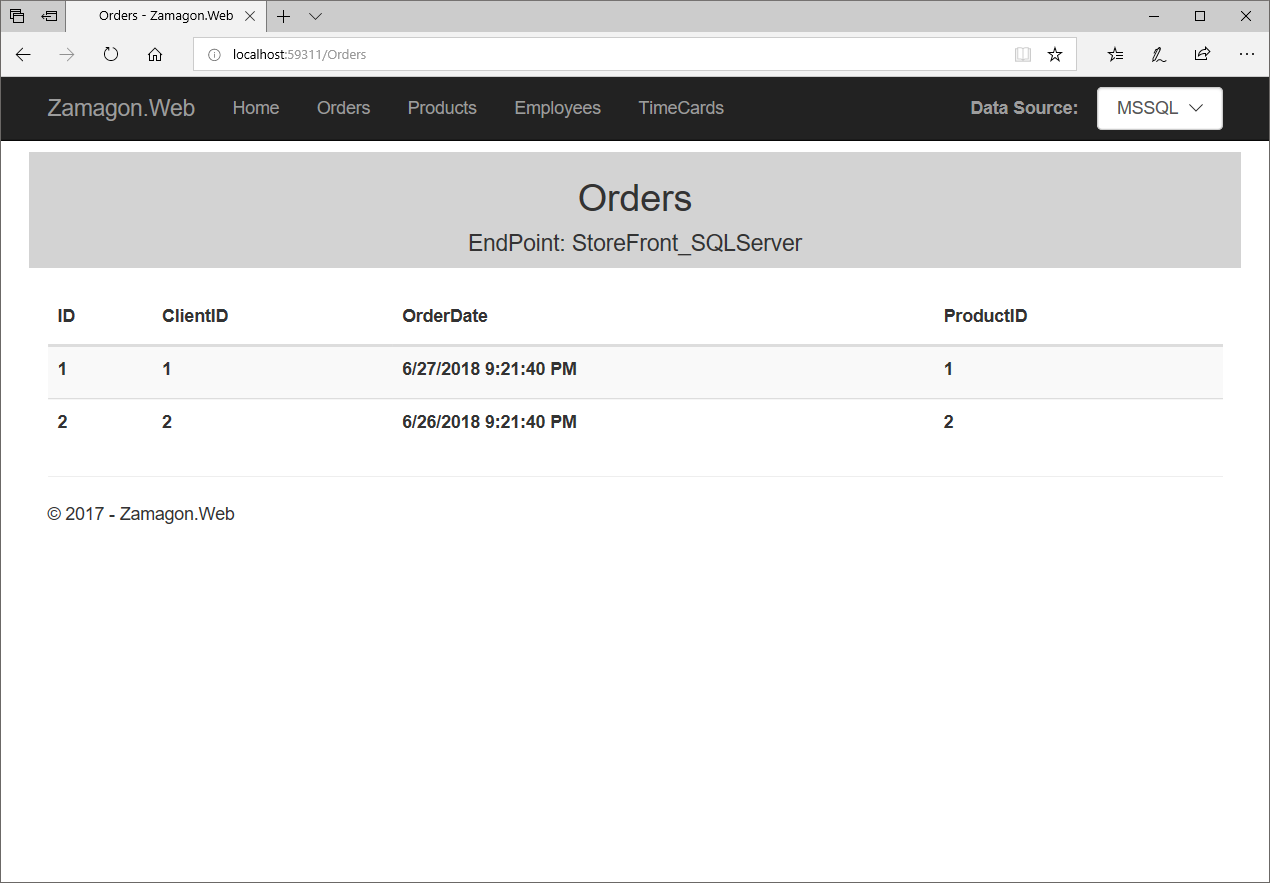 Orders - Zamagon.Web
localhost:59311/Orders
Zamagon.Web Home Orders Products Employees TimeCards Data Source: MSSQL
Orders
EndPoint: StoreFront_SQLServer
ID ClientID OrderDate ProductID
1 1 6/27/2018 9:21:40 PM 1
2 2 6/26/2018 9:21:40 PM 2
© 2017 - Zamagon.Web